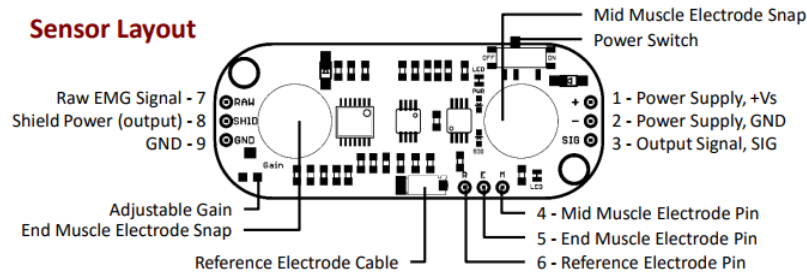 Sensor Layout
Mid Muscle Electrode Snap
Power Switch
OFF
ON
LED
PWR
Raw EMG Signal - 7
RAW
+
1 - Power Supply, +Vs
Shield Power (output) - 8
SHID
-
2 - Power Supply, GND
GND - 9
GND
SIG
SIG
3 - Output Signal, SIG
Gain
R
E
M
LED
Adjustable Gain
4 - Mid Muscle Electrode Pin
End Muscle Electrode Snap
5 - End Muscle Electrode Pin
Reference Electrode Cable
6 - Reference Electrode Pin